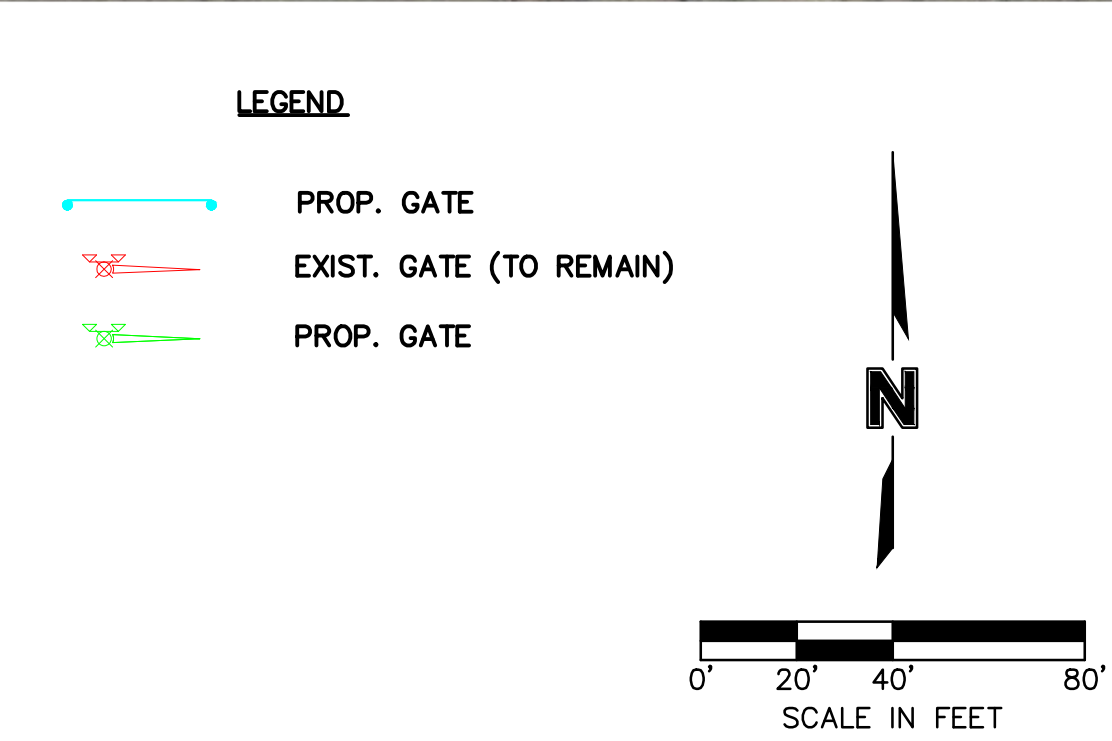 LEGEND
PROP. GATE
EXIST. GATE (TO REMAIN)
PROP. GATE
N
0' 20' 40' 80'
SCALE IN FEET